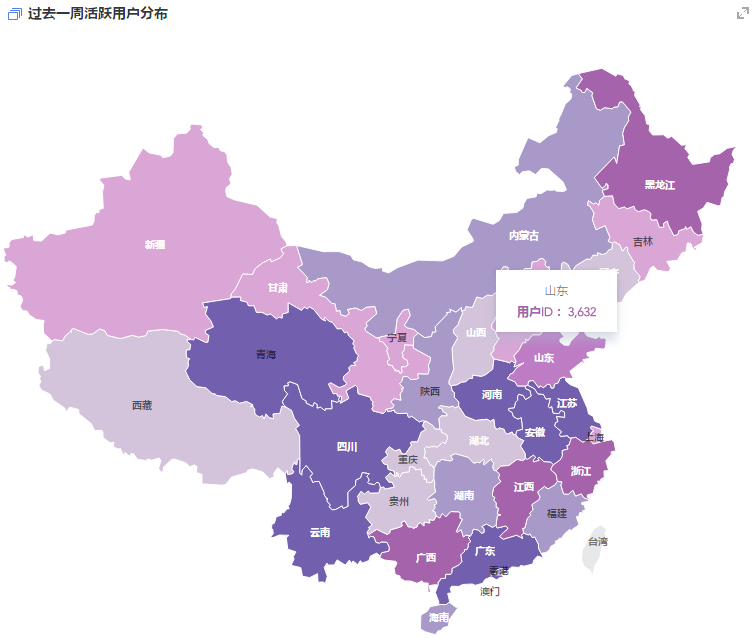 过去一周活跃用户分布
黑龙江
内蒙古
吉林
新疆
山东
用户ID： 3,632
甘肃
宁夏
山西
青海
山东
陕西
河南
西藏
江苏
安徽
上海
四川
湖北
重庆
浙江
江西
湖南
贵州
福建
云南
台湾
广东
广西
香港
澳门
海南